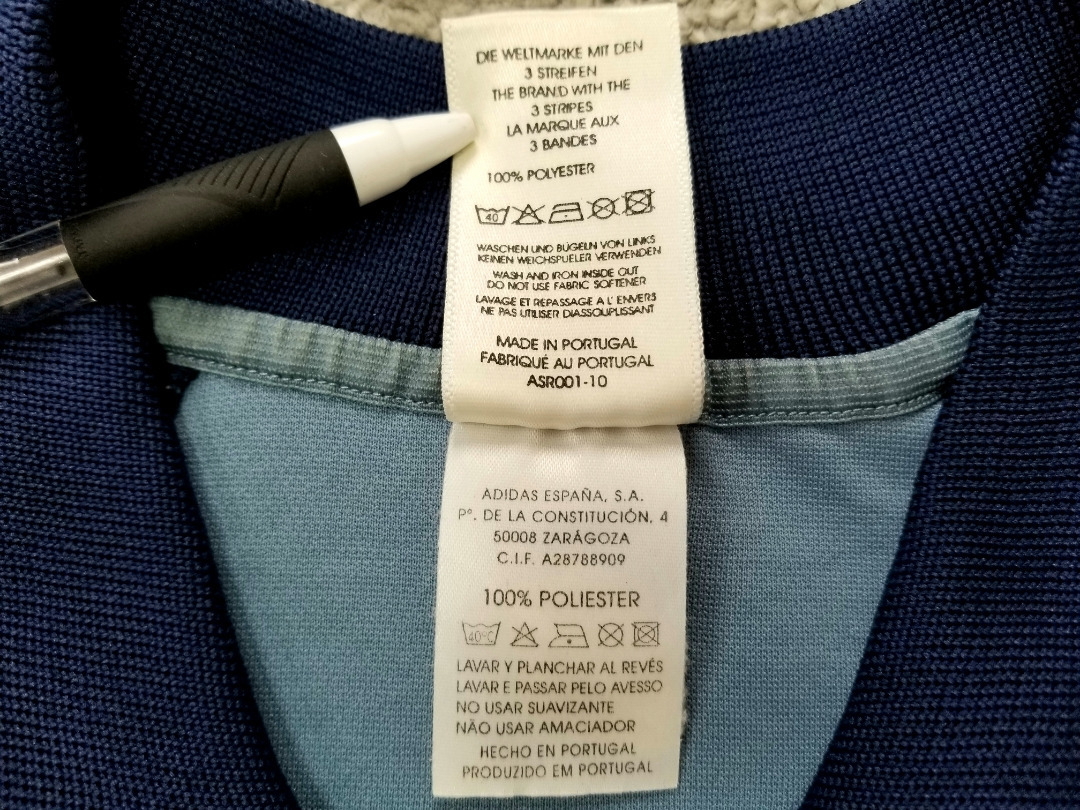 DIE WELTMARKE MIT DEN
3 STREIFEN
THE BRAND WITH THE
3 STRIPES
LA MARQUE AUX
3 BANDES
100% POLYESTER
40
WASCHEN UND BÜGELN VON LINKS
KEINEN WEICHSPUELER VERWENDEN
WASH AND IRON INSIDE OUT
DO NOT USE FABRIC SOFTENER
LAVAGE ET REPASSAGE A L' ENVERS
NE PAS UTILISER DIASSOUPLISSANT
MADE IN PORTUGAL
FABRIQUÉ AU PORTUGAL
ASR001-10
ADIDAS ESPAÑA, S.A.
Pº. DE LA CONSTITUCIÓN, 4
50008 ZARÁGOZA
C.I.F. A28788909
100% POLIESTER
40°C
LAVAR Y PLANCHAR AL REVÉS
LAVAR E PASSAR PELO AVESSO
NO USAR SUAVIZANTE
NÃO USAR AMACIADOR
HECHO EN PORTUGAL
PRODUZIDO EM PORTUGAL